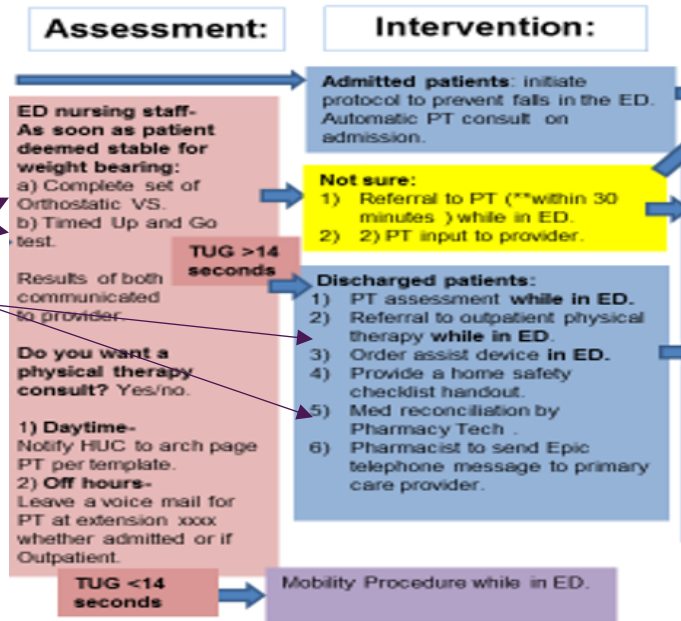 Assessment:
Intervention:
ED nursing staff-
As soon as patient
deemed stable for
weight bearing:
a) Complete set of
Orthostatic VS.
b) Timed Up and Go
test.
Results of both
communicated
to provider.
Do you want a
physical therapy
consult? Yes/no.
1) Daytime-
Notify HUC to arch page
PT per template.
2) Off hours-
Leave a voice mail for
PT at extension xxxx
whether admitted or if
Outpatient.
TUG >14
seconds
TUG <14
seconds
Admitted patients: initiate
protocol to prevent falls in the ED.
Automatic PT consult on
admission.
Not sure:
1) Referral to PT (**within 30
minutes ) while in ED.
2) 2) PT input to provider.
Discharged patients:
1) PT assessment while in ED.
2) Referral to outpatient physical
therapy while in ED.
3) Order assist device in ED.
4) Provide a home safety
checklist handout.
5) Med reconciliation by
Pharmacy Tech .
6) Pharmacist to send Epic
telephone message to primary
care provider.
Mobility Procedure while in ED.